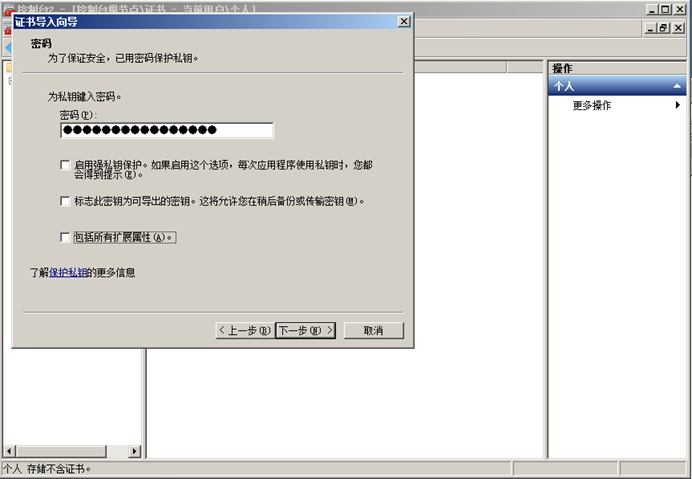 控制台2 - [控制台根节点\证书 - 当前用户\个人]
证书导入向导
密码
为了保证安全，已用密码保护私钥。
为私钥键入密码。
密码(P):
●●●●●●●●●●●●●●●●
启用强私钥保护。如果启用这个选项，每次应用程序使用私钥时，您都
会得到提示(E)。
标志此密钥为可导出的密钥。这将允许您在稍后备份或传输密钥(M)。
包括所有扩展属性(A)。
了解保护私钥的更多信息
< 上一步(B) 下一步(N) > 取消
操作
个人
更多操作
个人 存储不含证书。